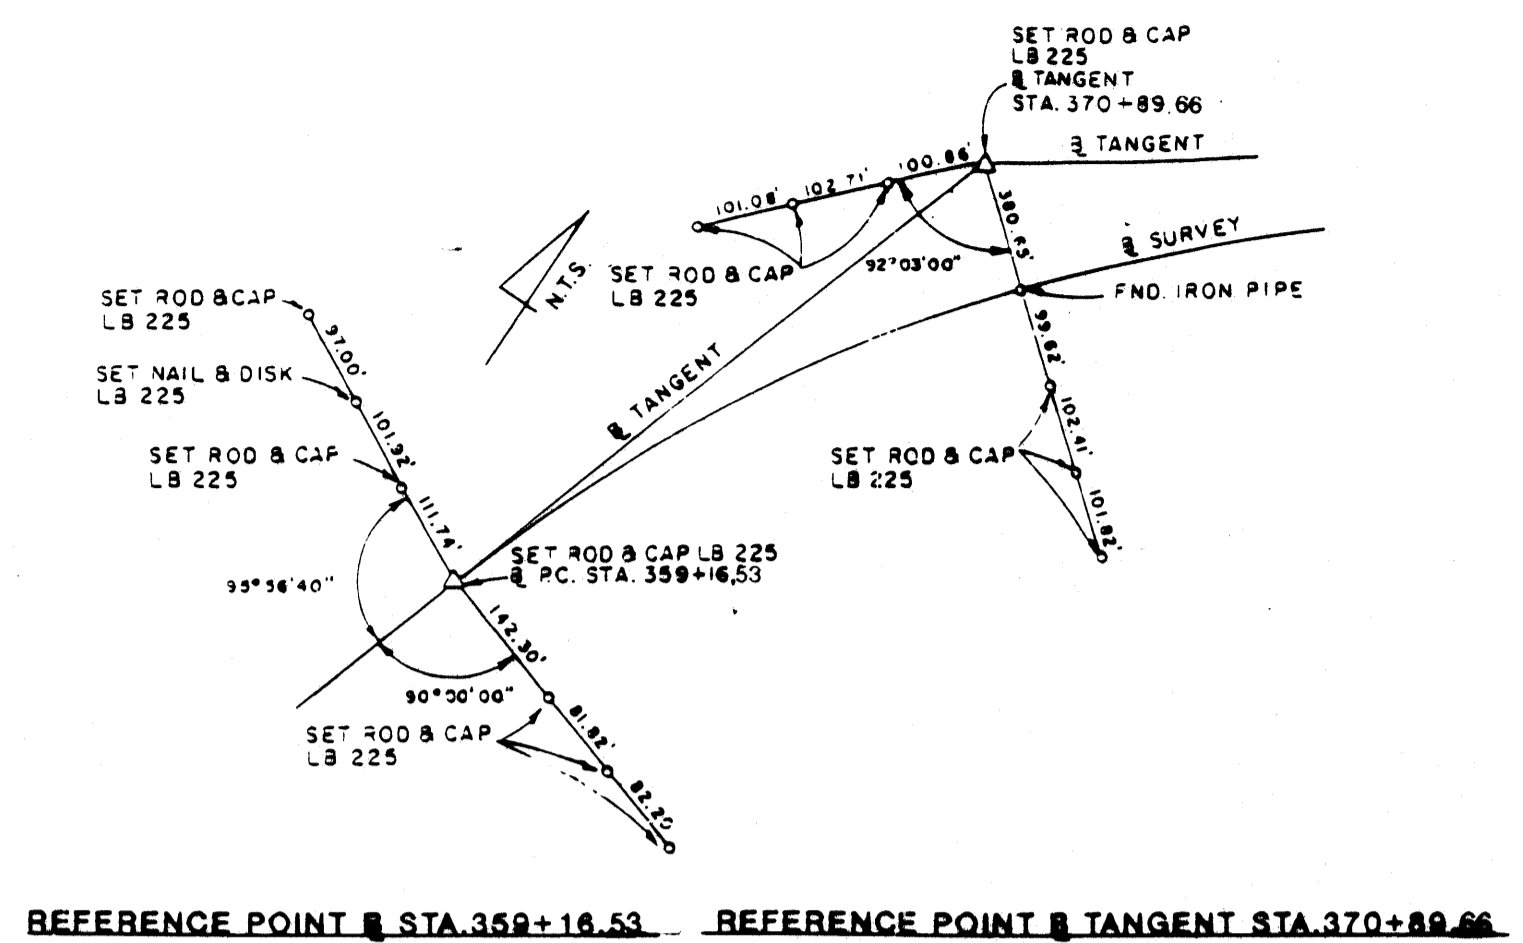 SET ROD & CAP
LB 225
℄ TANGENT
STA. 370+89.66
℄ TANGENT
100.86'
102.71'
101.08'
380.65'
℄ SURVEY
92°03'00"
SET ROD & CAP
LB 225
N.T.S.
FND. IRON PIPE
SET ROD & CAP
LB 225
97.00'
99.62'
℄ TANGENT
SET NAIL & DISK
LB 225
101.92'
102.41'
SET ROD & CAP
LB 225
SET ROD & CAP
LB 225
111.74'
101.82'
SET ROD & CAP LB 225
℄ P.C. STA. 359+16,53
142.30'
90°00'00"
81.82'
SET ROD & CAP
LB 225
82.20
REFERENCE POINT ℄ STA.359+16.53
REFERENCE POINT ℄ TANGENT STA.370+89.66